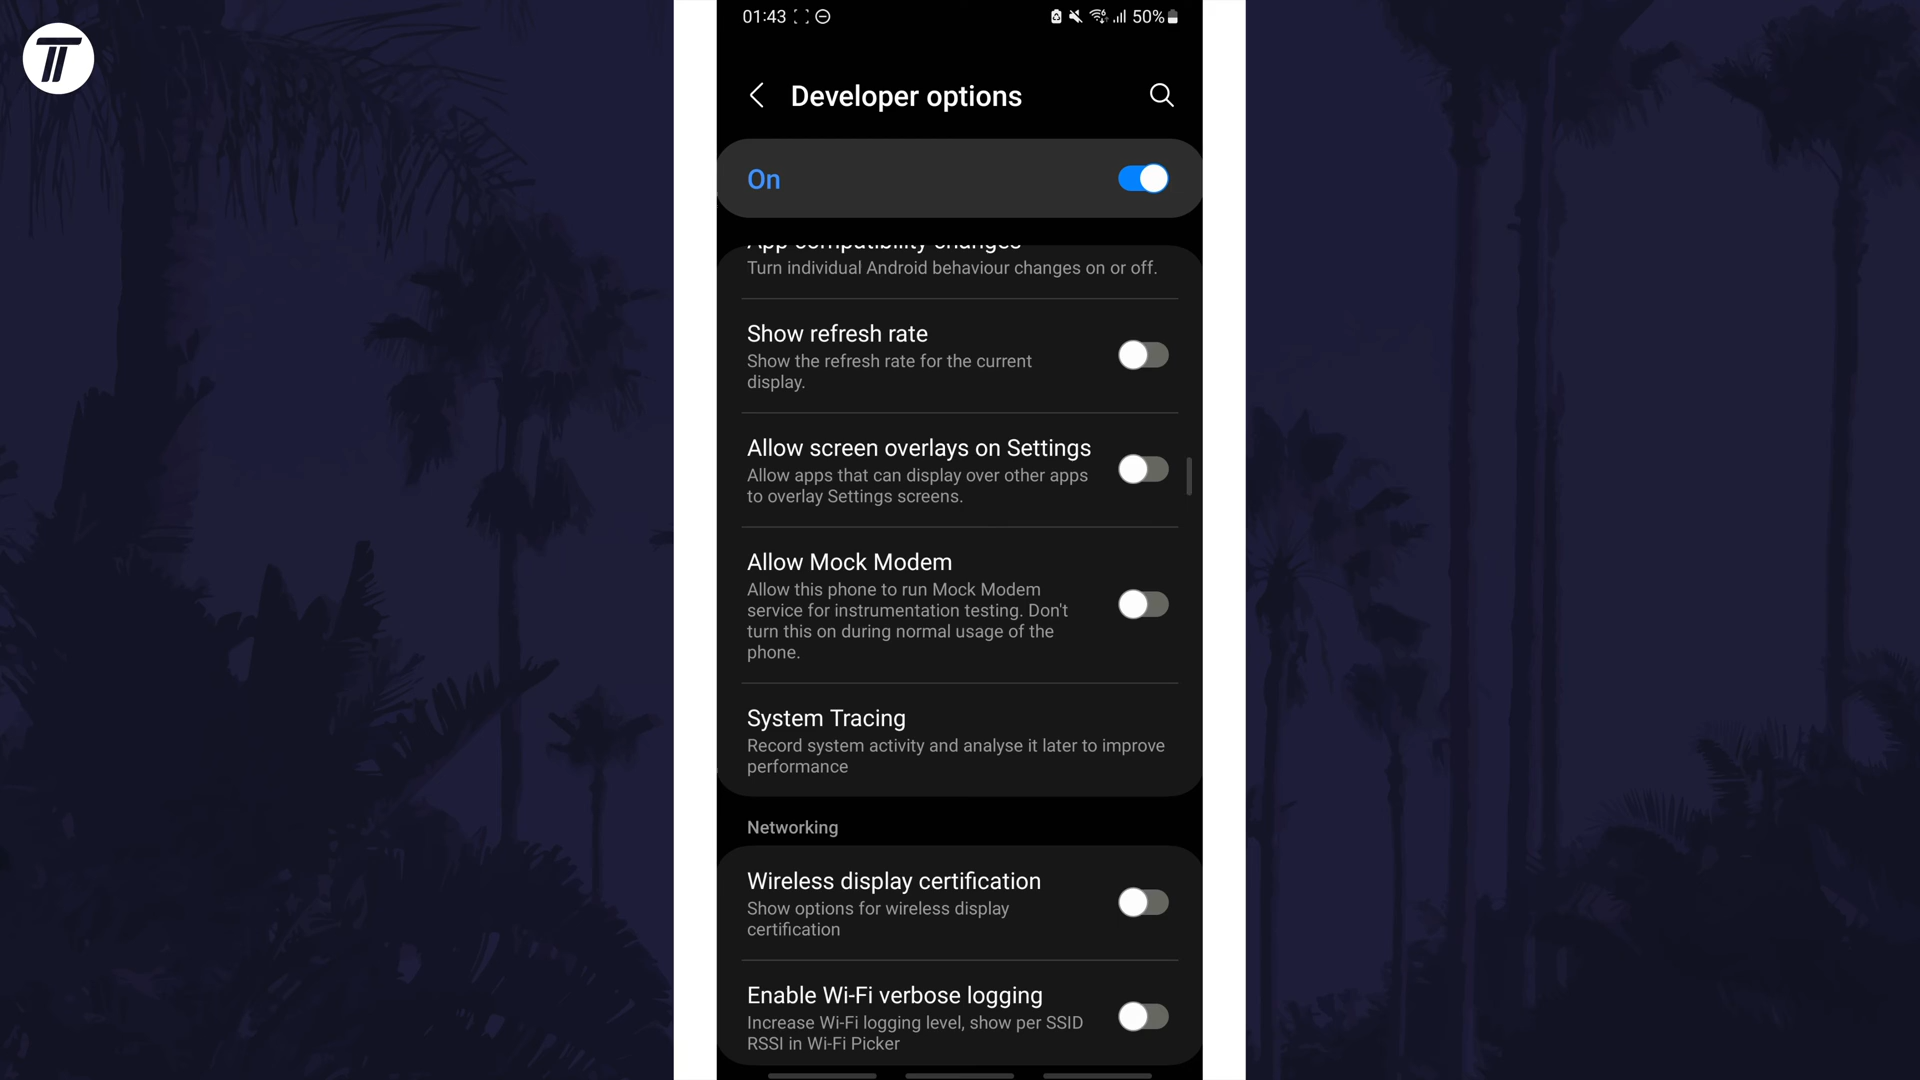 01:43 50%
Developer options
On
App compatibility changes
Turn individual Android behaviour changes on or off.
Show refresh rate
Show the refresh rate for the current
display.
Allow screen overlays on Settings
Allow apps that can display over other apps
to overlay Settings screens.
Allow Mock Modem
Allow this phone to run Mock Modem
service for instrumentation testing. Don't
turn this on during normal usage of the
phone.
System Tracing
Record system activity and analyse it later to improve
performance
Networking
Wireless display certification
Show options for wireless display
certification
Enable Wi-Fi verbose logging
Increase Wi-Fi logging level, show per SSID
RSSI in Wi-Fi Picker